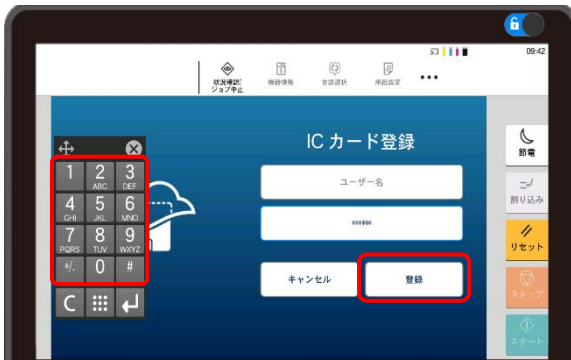 09:42
状況確認/
ジョブ中止
機器情報
言語選択
用紙設定
•••
IC カード登録
ユーザー名
******
キャンセル
登録
1
2 ABC
3 DEF
4 GHI
5 JKL
6 MNO
7 PQRS
8 TUV
9 WXYZ
*/.
0
#
C
節電
割り込み
リセット
ストップ
スタート